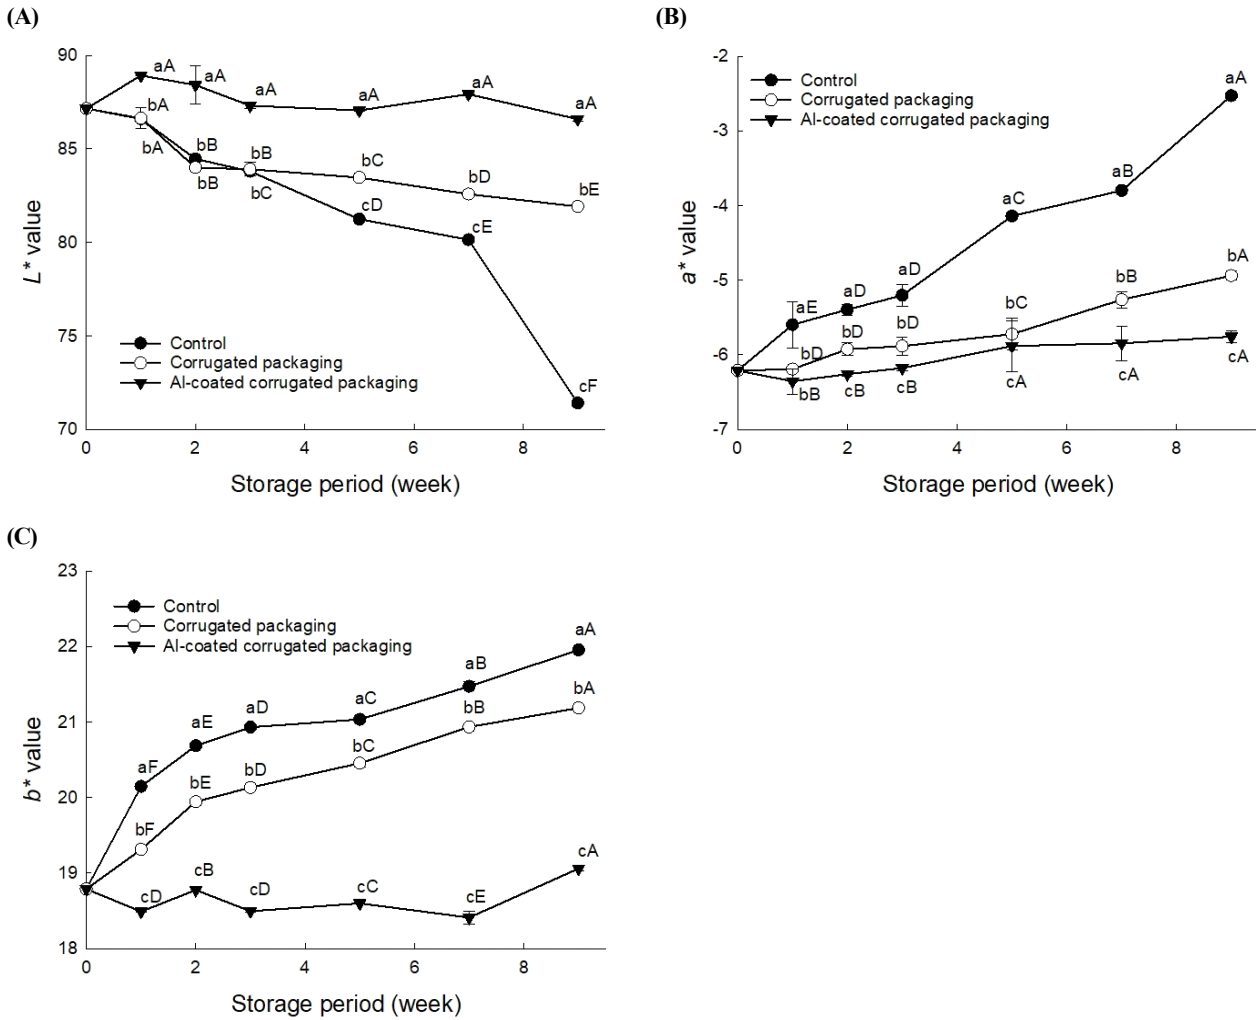 (A)
90
85
80
75
70
L* value
aA
aA
aA
aA
aA
aA
bA
bA
bB
bB
bB
bC
bC
cD
bD
cE
bE
cF
Control
Corrugated packaging
Al-coated corrugated packaging
0
2
4
6
8
Storage period (week)
(B)
-2
-3
-4
-5
-6
-7
a* value
Control
Corrugated packaging
Al-coated corrugated packaging
aA
aB
aC
aD
aD
aE
bA
bB
bC
bD
bD
bD
bB
cB
cB
cA
cA
cA
0
2
4
6
8
Storage period (week)
(C)
23
22
21
20
19
18
b* value
Control
Corrugated packaging
Al-coated corrugated packaging
aA
aB
aC
aD
aE
aF
bA
bB
bC
bD
bE
bF
cD
cB
cD
cC
cE
cA
0
2
4
6
8
Storage period (week)